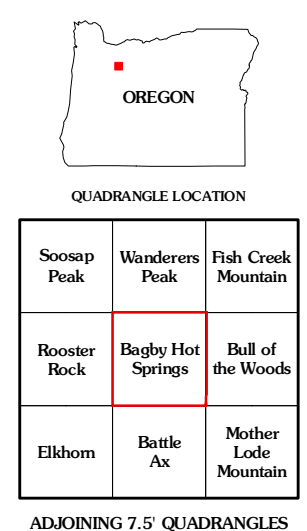 OREGON
QUADRANGLE LOCATION
Soosap
Peak
Wanderers
Peak
Fish Creek
Mountain
Rooster
Rock
Bagby Hot
Springs
Bull of
the Woods
Elkhorn
Battle
Ax
Mother
Lode
Mountain
ADJOINING 7.5' QUADRANGLES